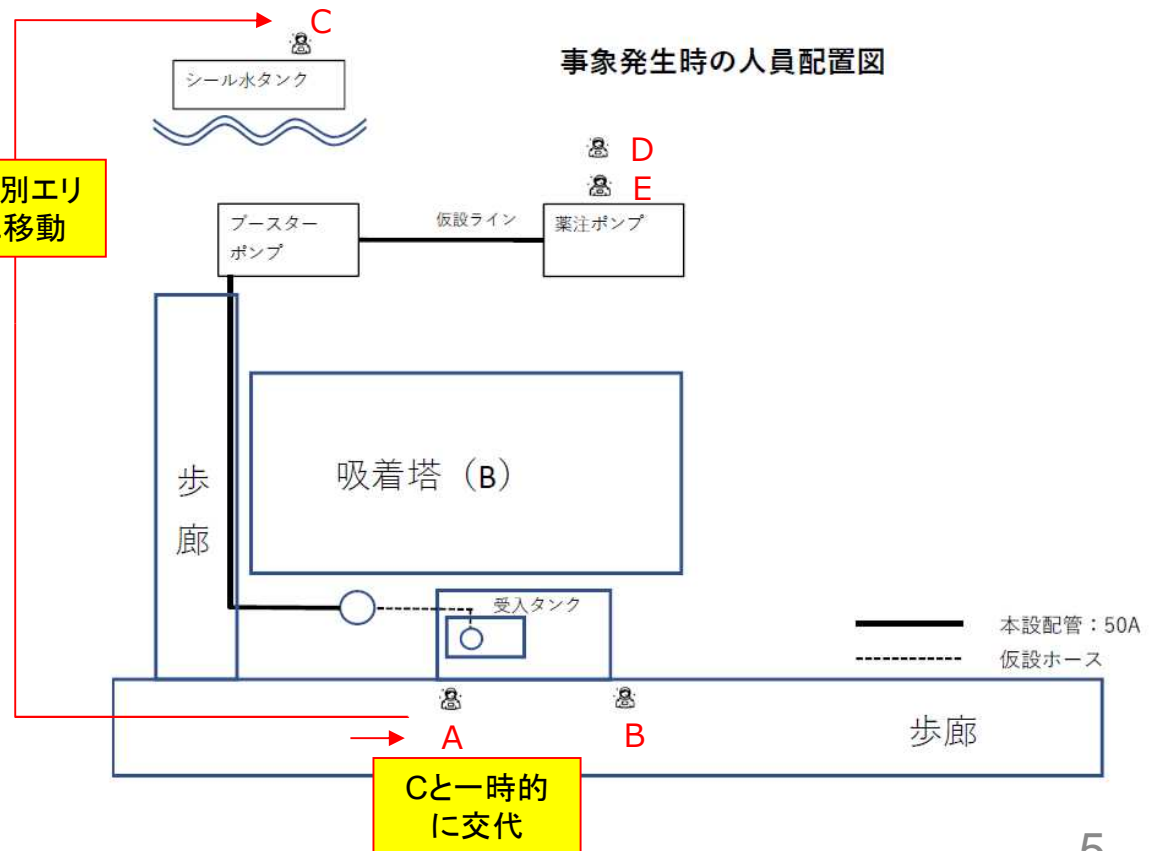 C
事象発生時の人員配置図
シール水タンク
D
E
別エリ
移動
ブースター
ポンプ
仮設ライン
薬注ポンプ
歩
廊
吸着塔（B）
受入タンク
本設配管：50A
仮設ホース
A
B
歩廊
Cと一時的
に交代
5